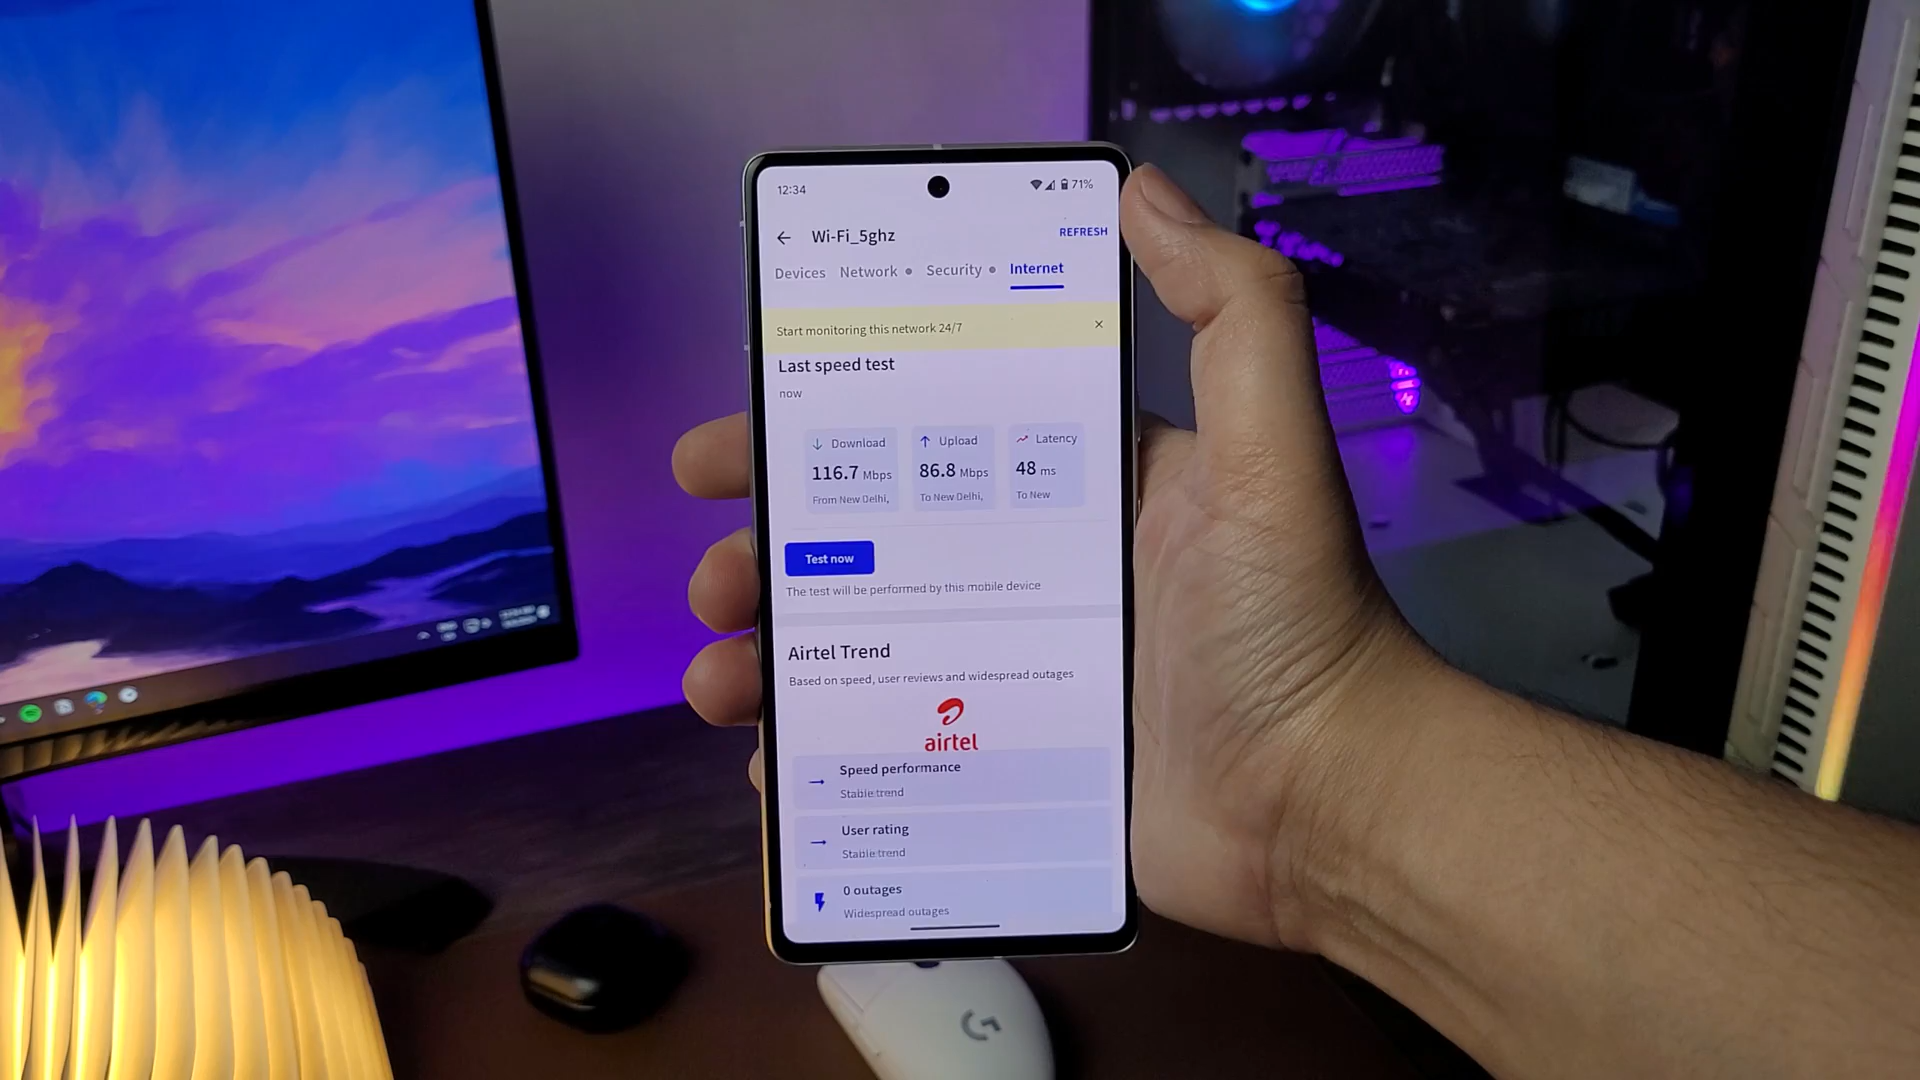 12:34
71%
Wi-Fi_5ghz
REFRESH
Devices Network Security Internet
Start monitoring this network 24/7
Last speed test
now
Download Upload Latency
116.7 Mbps 86.8 Mbps 48 ms
From New Delhi, To New Delhi, To New
Test now
The test will be performed by this mobile device
Airtel Trend
Based on speed, user reviews and widespread outages
airtel
Speed performance
Stable trend
User rating
Stable trend
0 outages
Widespread outages
G